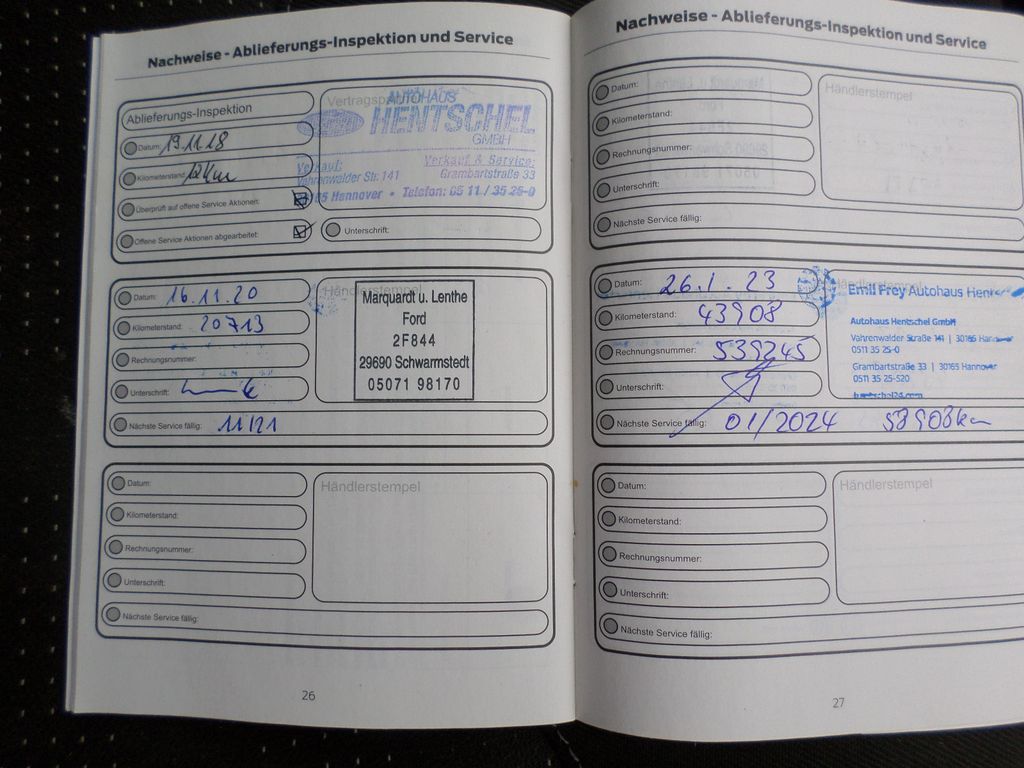 Nachweise - Ablieferungs-Inspektion und Service
Ablieferungs-Inspektion
Datum: 19.11.18
Kilometerstand: 12 Km
Überprüft auf offene Service Aktionen:
Offene Service Aktionen abgearbeitet:
AUTOHAUS
HENTSCHEL
GMBH
Verkauf:
Vahrenwalder Str. 141
Verkauf & Service:
Grambartstraße 33
Hannover • Telefon: 05 11 / 35 25-0
Unterschrift:
Datum: 16.11.20
Kilometerstand: 20713
Rechnungsnummer:
Unterschrift:
Nächste Service fällig: 11/21
Händlerstempel
Marquardt u. Lenthe
Ford
2F844
29690 Schwarmstedt
05071 98170
Datum:
Kilometerstand:
Rechnungsnummer:
Unterschrift:
Nächste Service fällig:
Händlerstempel
26
Nachweise - Ablieferungs-Inspektion und Service
Datum:
Kilometerstand:
Rechnungsnummer:
Unterschrift:
Nächste Service fällig:
Händlerstempel
Datum: 26.1.23
Kilometerstand: 43908
Rechnungsnummer: 539245
Unterschrift:
Nächste Service fällig: 01/2024 58908km
Emil Frey Autohaus
Autohaus Hentschel GmbH
Vahrenwalder Straße 141 | 30165
0511 35 25-0
Grambartstraße 33 | 30165 Hannover
0511 35 25-520
Datum:
Kilometerstand:
Rechnungsnummer:
Unterschrift:
Nächste Service fällig:
Händlerstempel
27